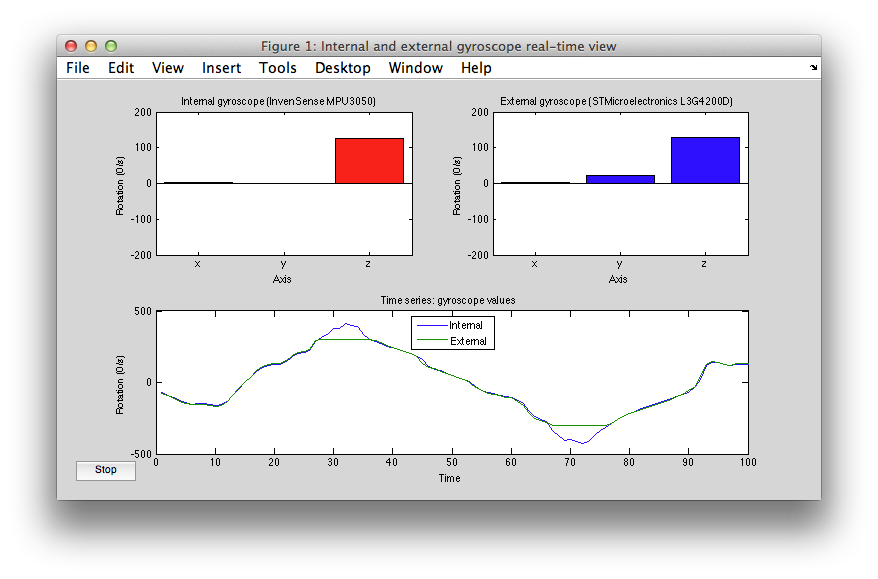 Figure 1: Internal and external gyroscope real-time view
File Edit View Insert Tools Desktop Window Help
Internal gyroscope (InvenSense MPU3050)
200
100
0
-100
-200
Rotation (0/s)
x y z
Axis
External gyroscope (STMicroelectronics L3G4200D)
200
100
0
-100
-200
Rotation (0/s)
x y z
Axis
Time series: gyroscope values
500
0
-500
Rotation (0/s)
Internal
External
0 10 20 30 40 50 60 70 80 90 100
Time
Stop